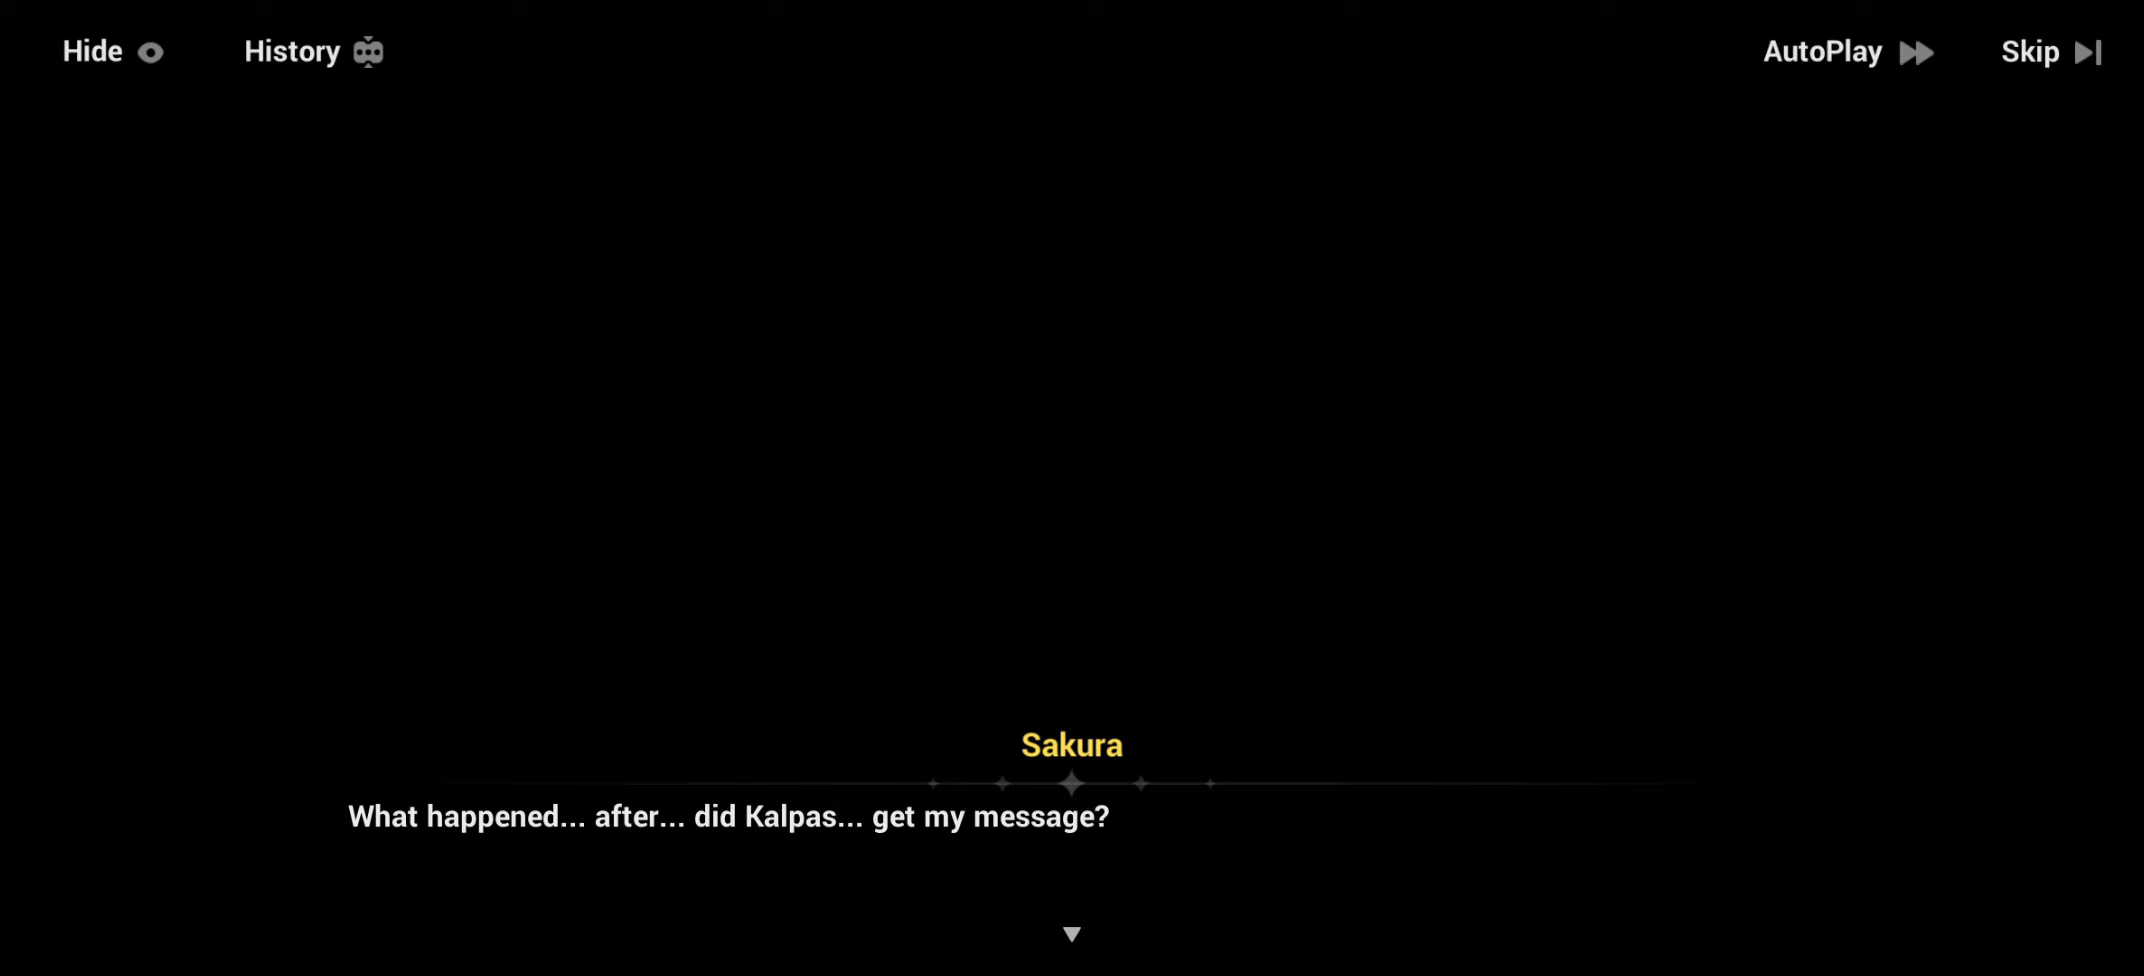 Hide
History
AutoPlay
Skip
Sakura
What happened... after... did Kalpas... get my message?